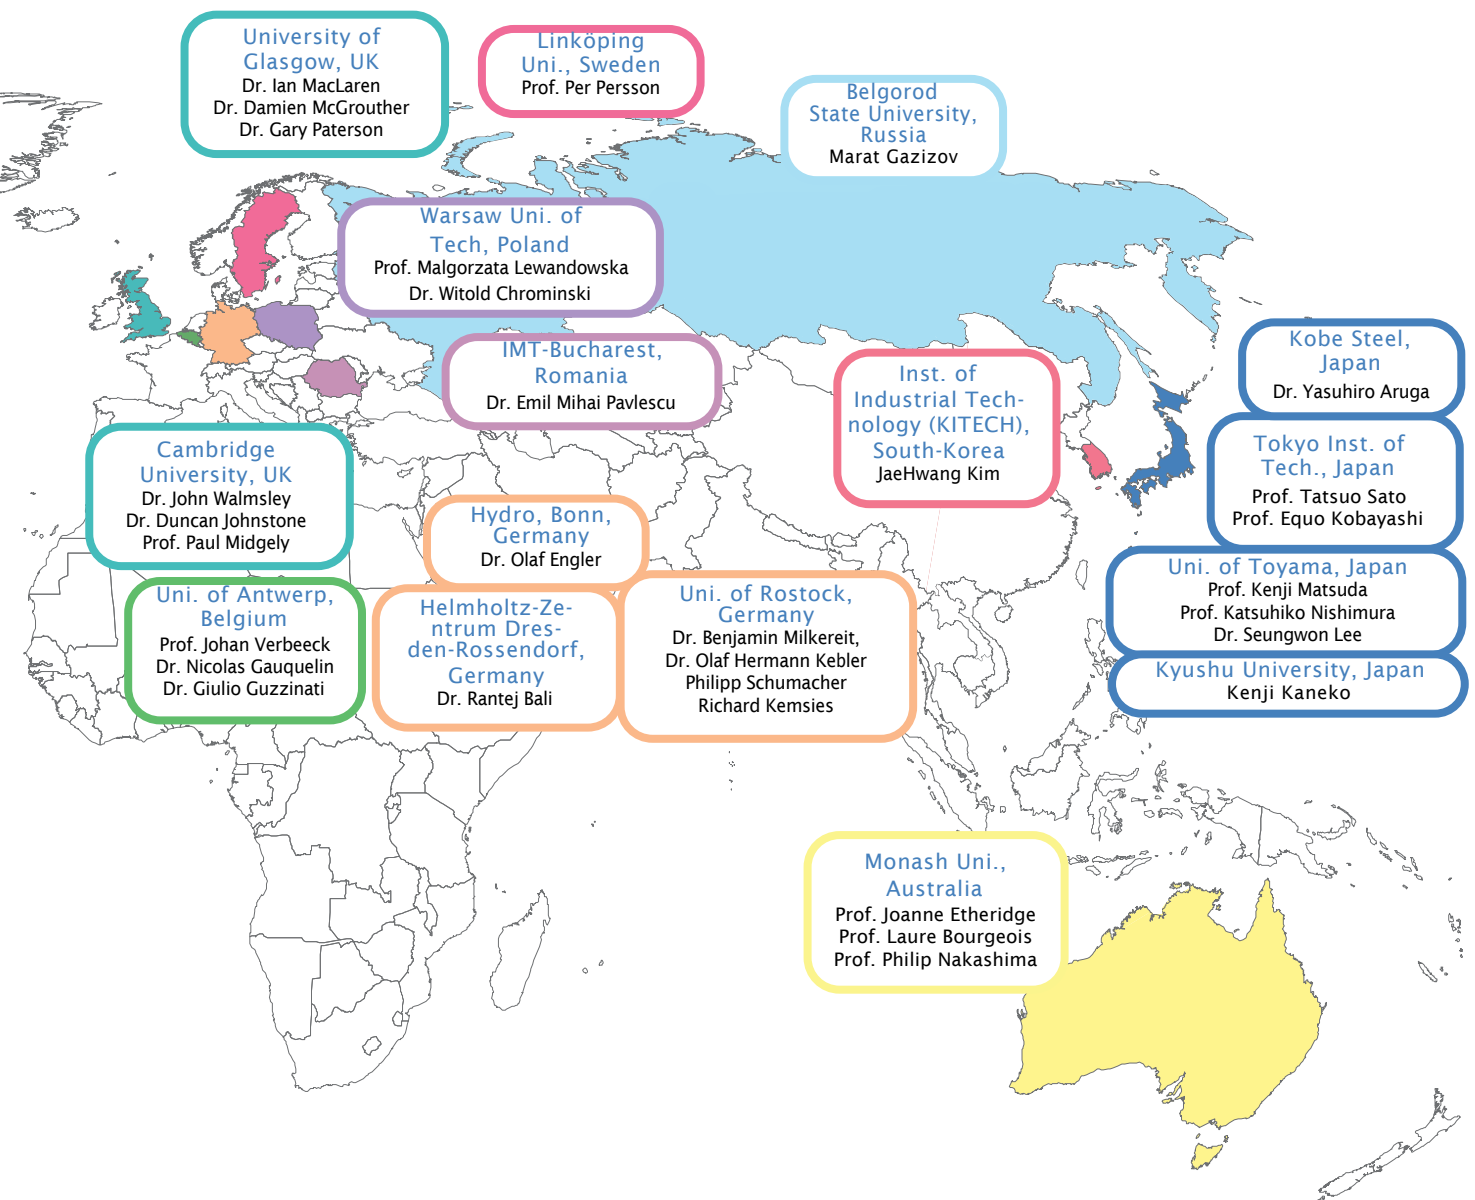 University of
Glasgow, UK
Dr. Ian MacLaren
Dr. Damien McGrouther
Dr. Gary Paterson
Linköping
Uni., Sweden
Prof. Per Persson
Belgorod
State University,
Russia
Marat Gazizov
Warsaw Uni. of
Tech, Poland
Prof. Malgorzata Lewandowska
Dr. Witold Chrominski
IMT-Bucharest,
Romania
Dr. Emil Mihai Pavlescu
Inst. of
Industrial Tech-
nology (KITECH),
South-Korea
JaeHwang Kim
Kobe Steel,
Japan
Dr. Yasuhiro Aruga
Tokyo Inst. of
Tech., Japan
Prof. Tatsuo Sato
Prof. Equo Kobayashi
Cambridge
University, UK
Dr. John Walmsley
Dr. Duncan Johnstone
Prof. Paul Midgely
Hydro, Bonn,
Germany
Dr. Olaf Engler
Uni. of Toyama, Japan
Prof. Kenji Matsuda
Prof. Katsuhiko Nishimura
Dr. Seungwon Lee
Uni. of Antwerp,
Belgium
Prof. Johan Verbeeck
Dr. Nicolas Gauquelin
Dr. Giulio Guzzinati
Helmholtz-Ze-
ntrum Dres-
den-Rossendorf,
Germany
Dr. Rantej Bali
Uni. of Rostock,
Germany
Dr. Benjamin Milkereit,
Dr. Olaf Hermann Kebler
Philipp Schumacher
Richard Kemsies
Kyushu University, Japan
Kenji Kaneko
Monash Uni.,
Australia
Prof. Joanne Etheridge
Prof. Laure Bourgeois
Prof. Philip Nakashima